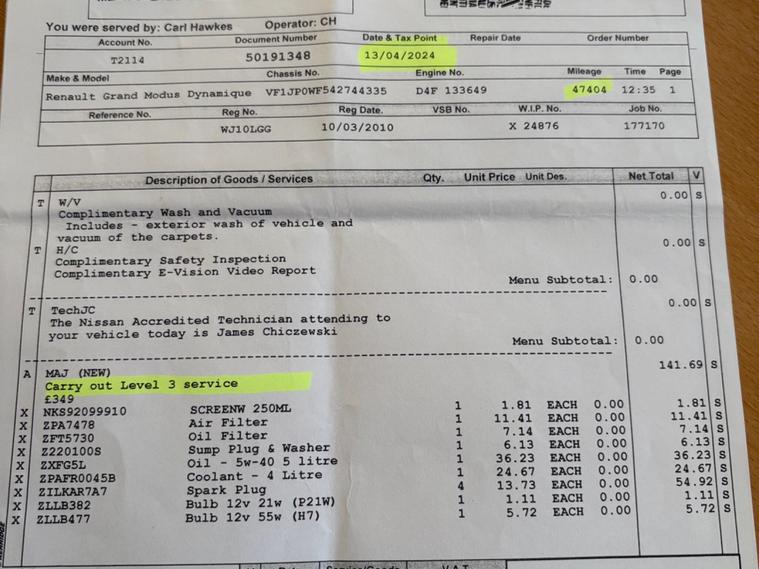 You were served by: Carl Hawkes Operator: CH
Account No. Document Number Date & Tax Point Repair Date Order Number
T2114 50191348 13/04/2024
Make & Model Chassis No. Engine No. Mileage Time Page
Renault Grand Modus Dynamique VF1JP0WF542744335 D4F 133649 47404 12:35 1
Reference No. Reg No. Reg Date. VSB No. W.I.P. No. Job No.
WJ10LGG 10/03/2010 X 24876 177170
Description of Goods / Services Qty. Unit Price Unit Des. Net Total V
T W/V 0.00 S
Complimentary Wash and Vacuum
Includes - exterior wash of vehicle and
vacuum of the carpets.
T H/C 0.00 S
Complimentary Safety Inspection
Complimentary E-Vision Video Report
Menu Subtotal: 0.00
T TechJC 0.00 S
The Nissan Accredited Technician attending to
your vehicle today is James Chiczewski
Menu Subtotal: 0.00
A MAJ (NEW) 141.69 S
Carry out Level 3 service
£349
X NKS92099910 SCREENW 250ML 1 1.81 EACH 0.00 1.81 S
X ZPA7478 Air Filter 1 11.41 EACH 0.00 11.41 S
X ZFT5730 Oil Filter 1 7.14 EACH 0.00 7.14 S
X Z220100S Sump Plug & Washer 1 6.13 EACH 0.00 6.13 S
X ZXFG5L Oil - 5w-40 5 litre 1 36.23 EACH 0.00 36.23 S
X ZPAFR0045B Coolant - 4 Litre 1 24.67 EACH 0.00 24.67 S
X ZILKAR7A7 Spark Plug 4 13.73 EACH 0.00 54.92 S
X ZLLB382 Bulb 12v 21w (P21W) 1 1.11 EACH 0.00 1.11 S
X ZLLB477 Bulb 12v 55w (H7) 1 5.72 EACH 0.00 5.72 S